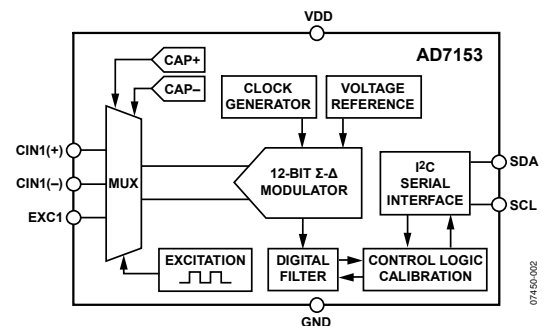 VDD
AD7153
CAP+
CAP–
CLOCK
GENERATOR
VOLTAGE
REFERENCE
CIN1(+)
CIN1(–)
EXC1
MUX
12-BIT Σ-Δ
MODULATOR
I²C
SERIAL
INTERFACE
SDA
SCL
EXCITATION
DIGITAL
FILTER
CONTROL LOGIC
CALIBRATION
GND
07450-002